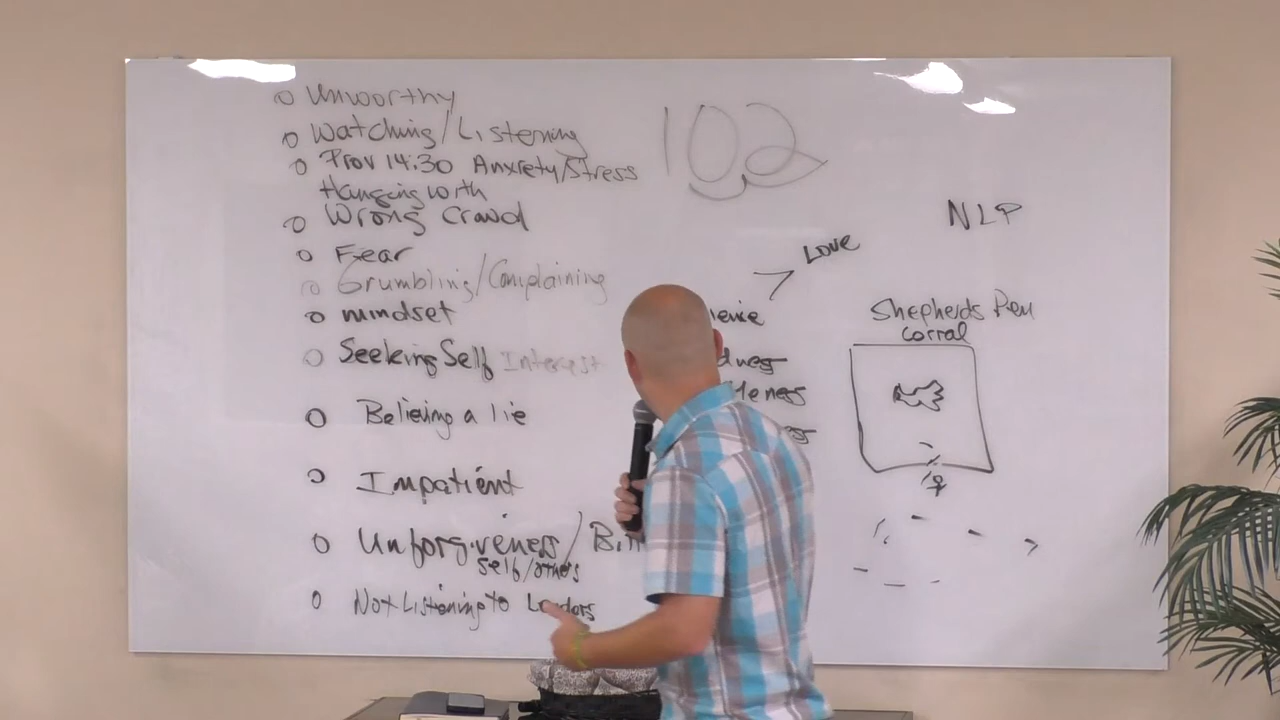 Unworthy
Watching/Listening
Prov 14:30 Anxrety/Stress
Hanging with
Wrong Crowd
Fear
Grumbling/Complaining
mindset
Seeking Self Interest
Believing a lie
Impatient
Unforgiveness/
Self/others
Not Listening to Leaders
102
Love
NLP
Shepherds Pen
corral